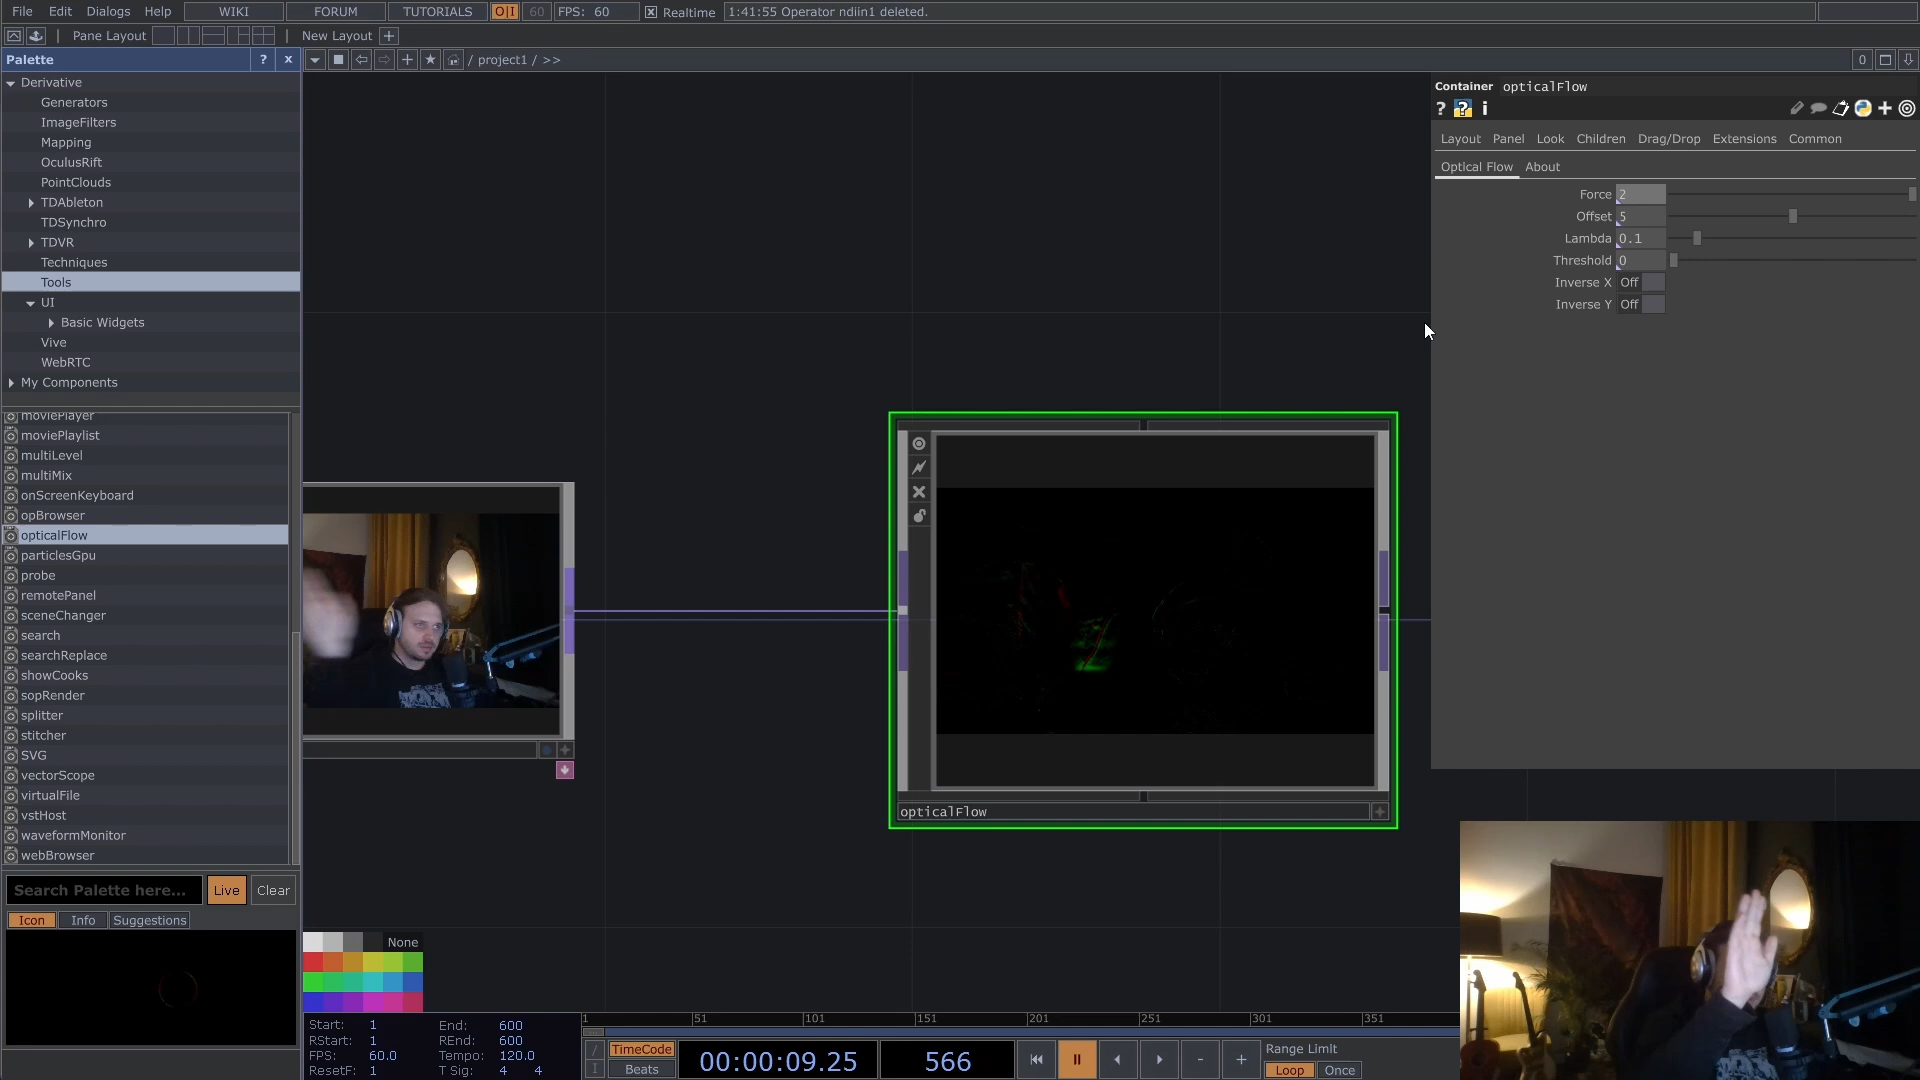 File Edit Dialogs Help WIKI FORUM TUTORIALS O|I 60 FPS: 60 Realtime 1:41:55 Operator ndiin1 deleted.
Pane Layout New Layout
Palette ? x / project1 / >> 0
Derivative
Generators
ImageFilters
Mapping
OculusRift
PointClouds
TDAbleton
TDSynchro
TDVR
Techniques
Tools
UI
Basic Widgets
Vive
WebRTC
My Components
moviePlayer
moviePlaylist
multiLevel
multiMix
onScreenKeyboard
opBrowser
opticalFlow
particlesGpu
probe
remotePanel
sceneChanger
search
searchReplace
showCooks
sopRender
splitter
stitcher
SVG
vectorScope
virtualFile
vstHost
waveformMonitor
webBrowser
Search Palette here... Live Clear
Icon Info Suggestions
opticalFlow
Container opticalFlow
? ? i
Layout Panel Look Children Drag/Drop Extensions Common
Optical Flow About
Force 2
Offset 5
Lambda 0.1
Threshold 0
Inverse X Off
Inverse Y Off
None
Start: 1 End: 600
RStart: 1 REnd: 600
FPS: 60.0 Tempo: 120.0
ResetF: 1 T Sig: 4 4
1 51 101 151 201 251 301 351
/ TimeCode
I Beats
00:00:09.25 566
- +
Range Limit
Loop Once